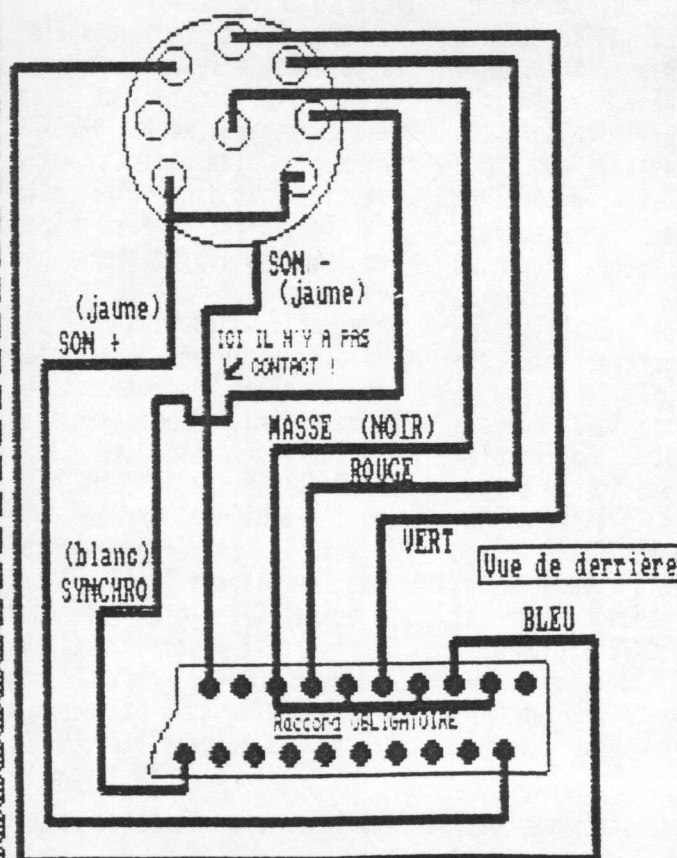 SON -
(jaune)
(jaune)
SON +
ICI IL N'Y A PAS
CONTACT !
MASSE (NOIR)
ROUGE
VERT
(blanc)
SYNCHRO
Vue de derrière
BLEU
Raccord OBLIGATOIRE